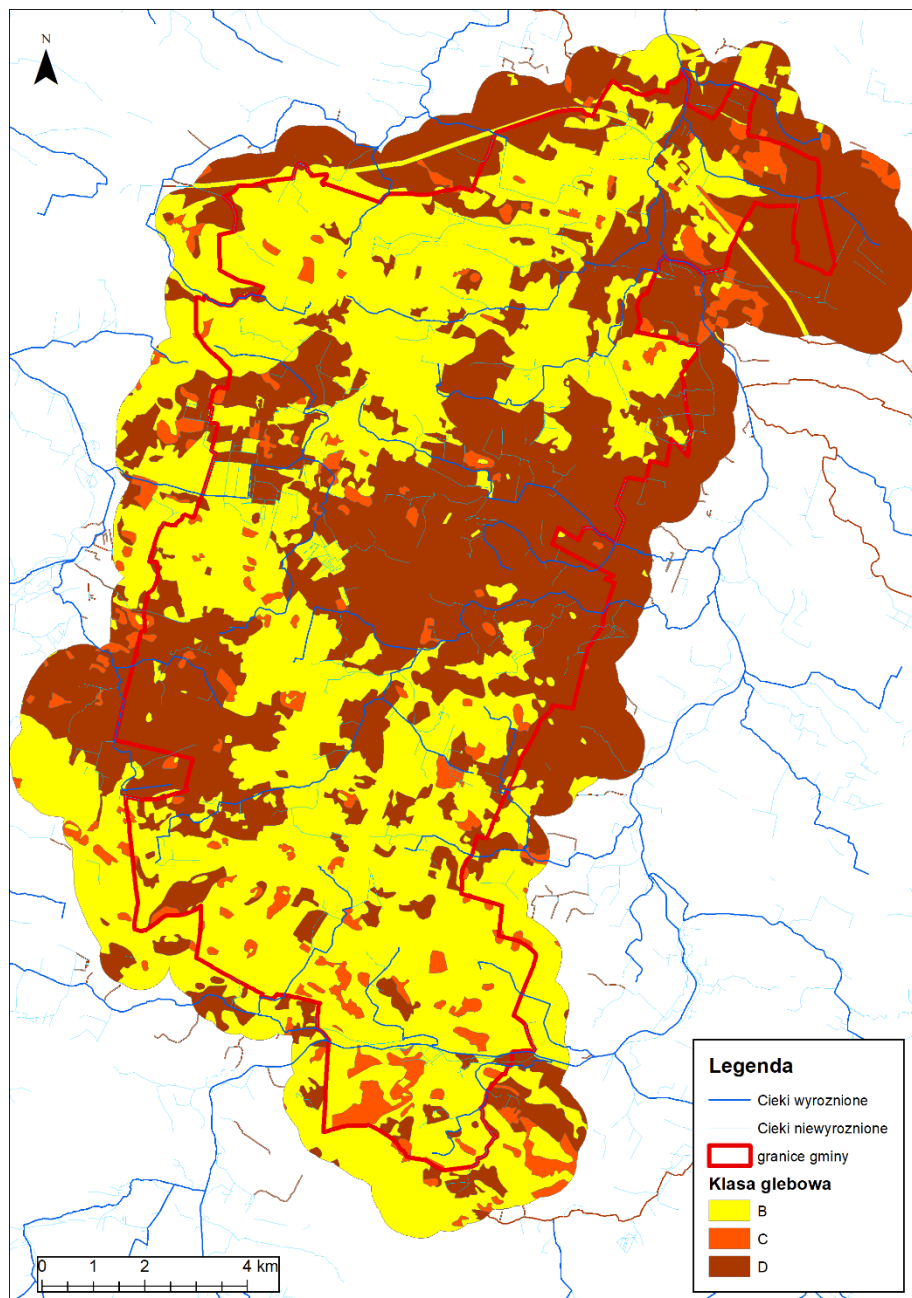 N
Legenda
Cieki wyroznione
Cieki niewyroznione
granice gminy
Klasa glebowa
B
C
D
0 1 2 4 km